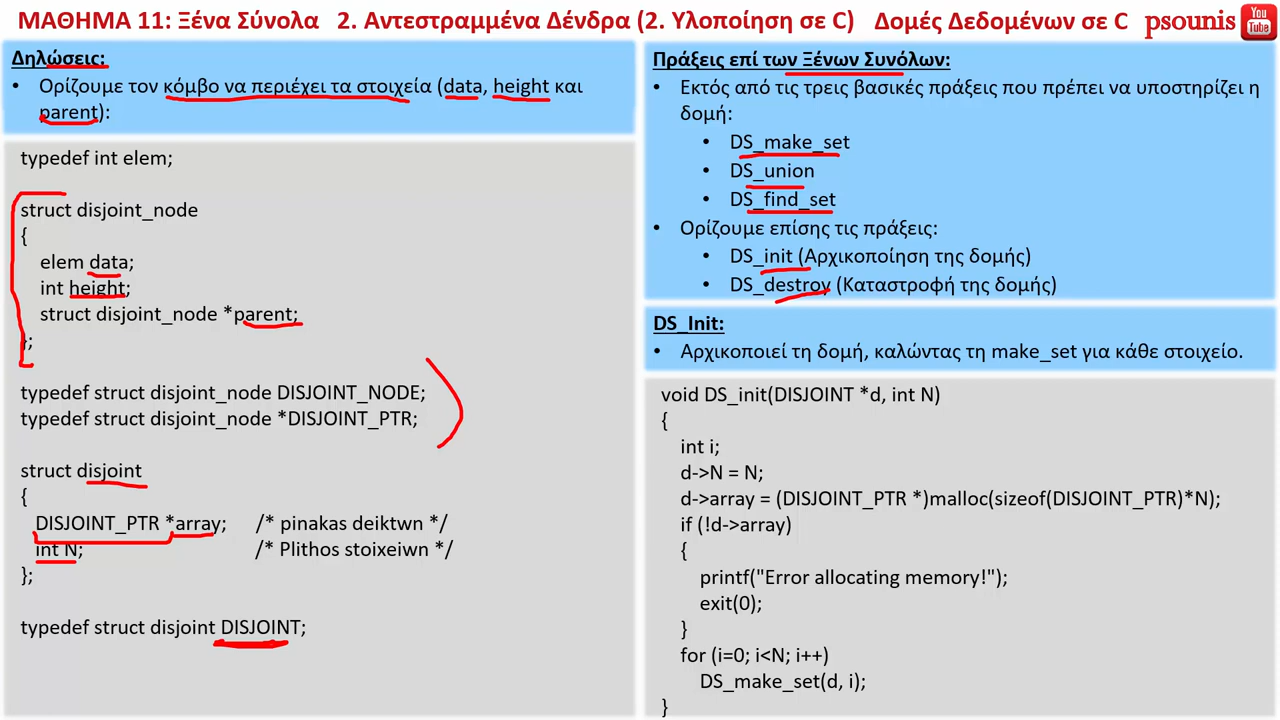 ΜΑΘΗΜΑ 11: Ξένα Σύνολα 2. Αντεστραμμένα Δένδρα (2. Υλοποίηση σε C) Δομές Δεδομένων σε C psounis You Tube
Δηλώσεις:
• Ορίζουμε τον κόμβο να περιέχει τα στοιχεία (data, height και
parent):
typedef int elem;
struct disjoint_node
{
elem data;
int height;
struct disjoint_node *parent;
};
typedef struct disjoint_node DISJOINT_NODE;
typedef struct disjoint_node *DISJOINT_PTR;
struct disjoint
{
DISJOINT_PTR *array; /* pinakas deiktwn */
int N; /* Plithos stoixeiwn */
};
typedef struct disjoint DISJOINT;
Πράξεις επί των Ξένων Συνόλων:
• Εκτός από τις τρεις βασικές πράξεις που πρέπει να υποστηρίζει η
δομή:
• DS_make_set
• DS_union
• DS_find_set
• Ορίζουμε επίσης τις πράξεις:
• DS_init (Αρχικοποίηση της δομής)
• DS_destroy (Καταστροφή της δομής)
DS_Init:
• Αρχικοποιεί τη δομή, καλώντας τη make_set για κάθε στοιχείο.
void DS_init(DISJOINT *d, int N)
{
int i;
d->N = N;
d->array = (DISJOINT_PTR *)malloc(sizeof(DISJOINT_PTR)*N);
if (!d->array)
{
printf("Error allocating memory!");
exit(0);
}
for (i=0; i<N; i++)
DS_make_set(d, i);
}